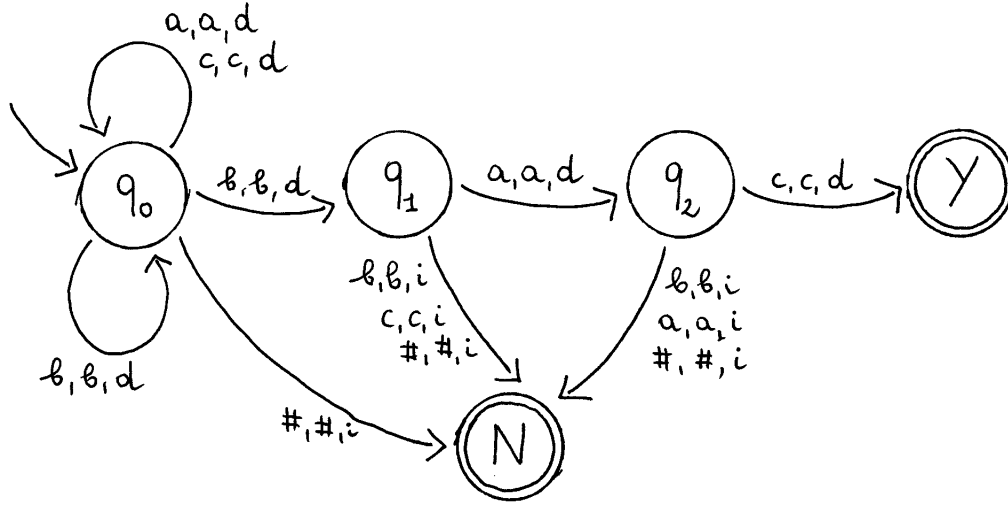 a, a, d
c, c, d
q0
b, b, d
q1
a, a, d
q2
c, c, d
Y
b, b, d
b, b, i
c, c, i
#, #, i
b, b, i
a, a, i
#, #, i
#, #, i
N